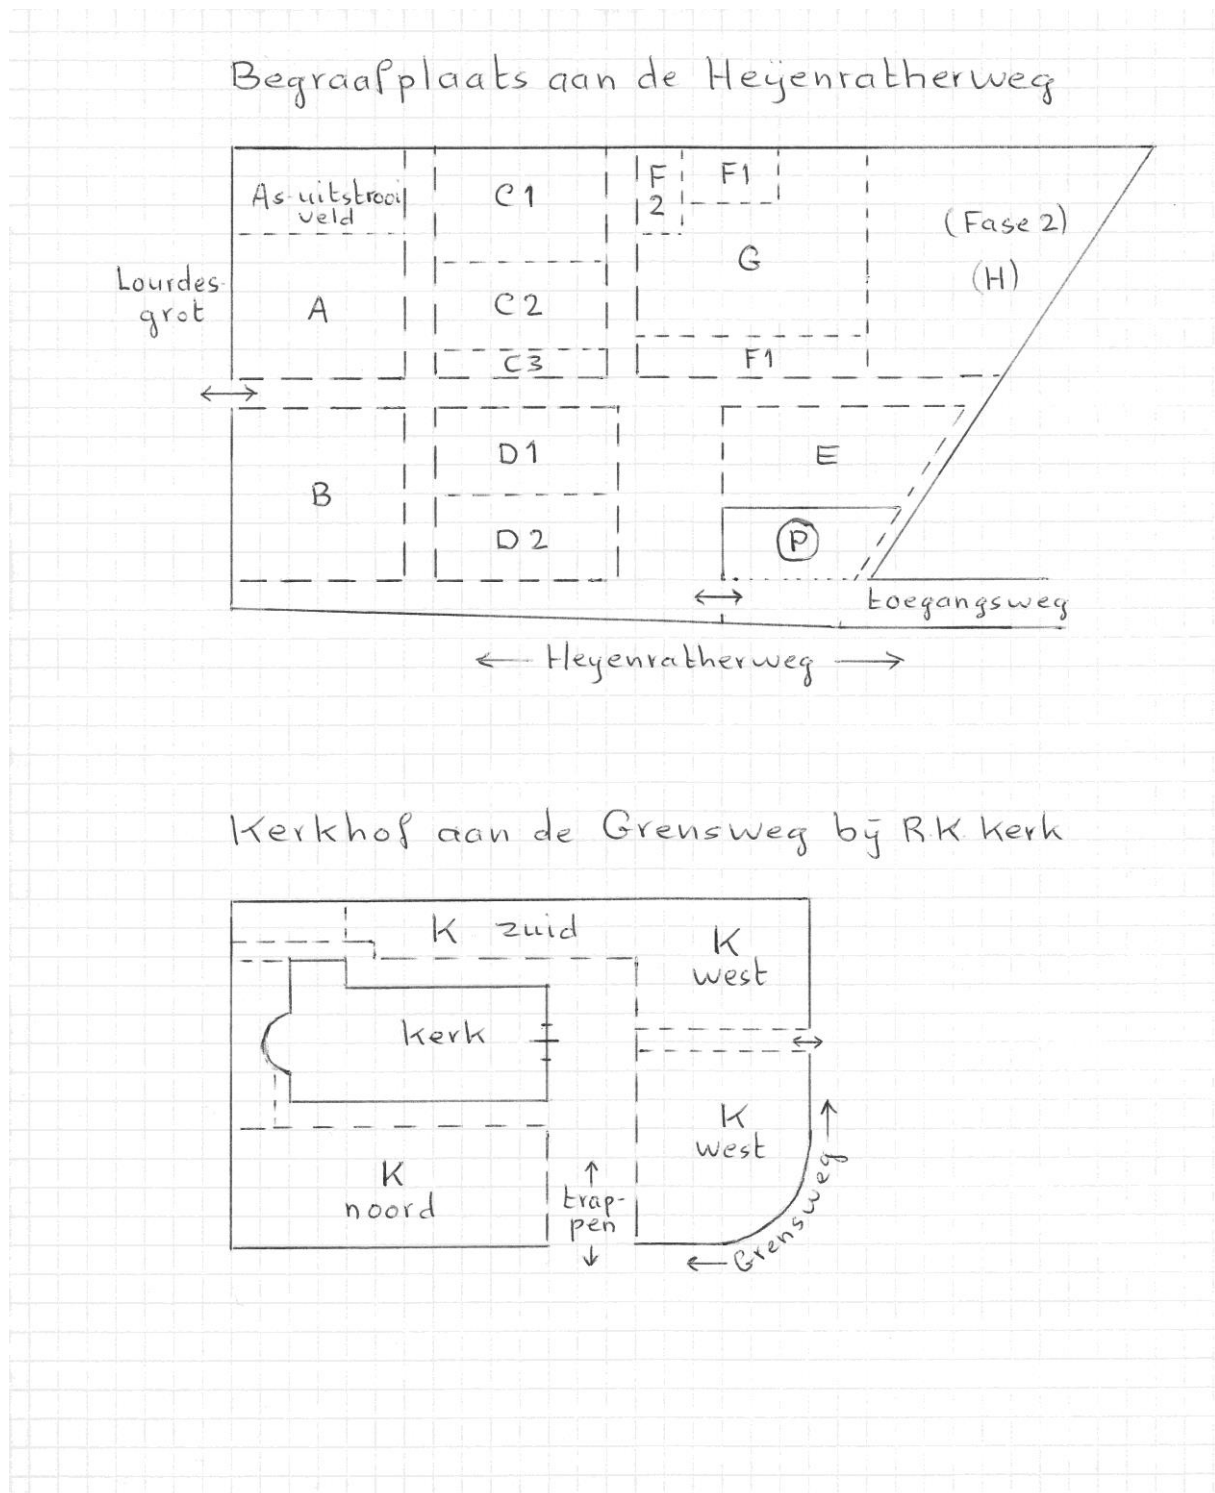 Begraafplaats aan de Heijenratherweg
As-uitstrooi
veld
C1
F
2
F1
(Fase 2)
(H)
G
Lourdes-
grot
A
C2
C3
F1
B
D1
D2
E
P
toegangsweg
Heijenratherweg
Kerkhof aan de Grensweg bij R.K. Kerk
K zuid
K
west
kerk
K
west
K
noord
trap-
pen
Grensweg